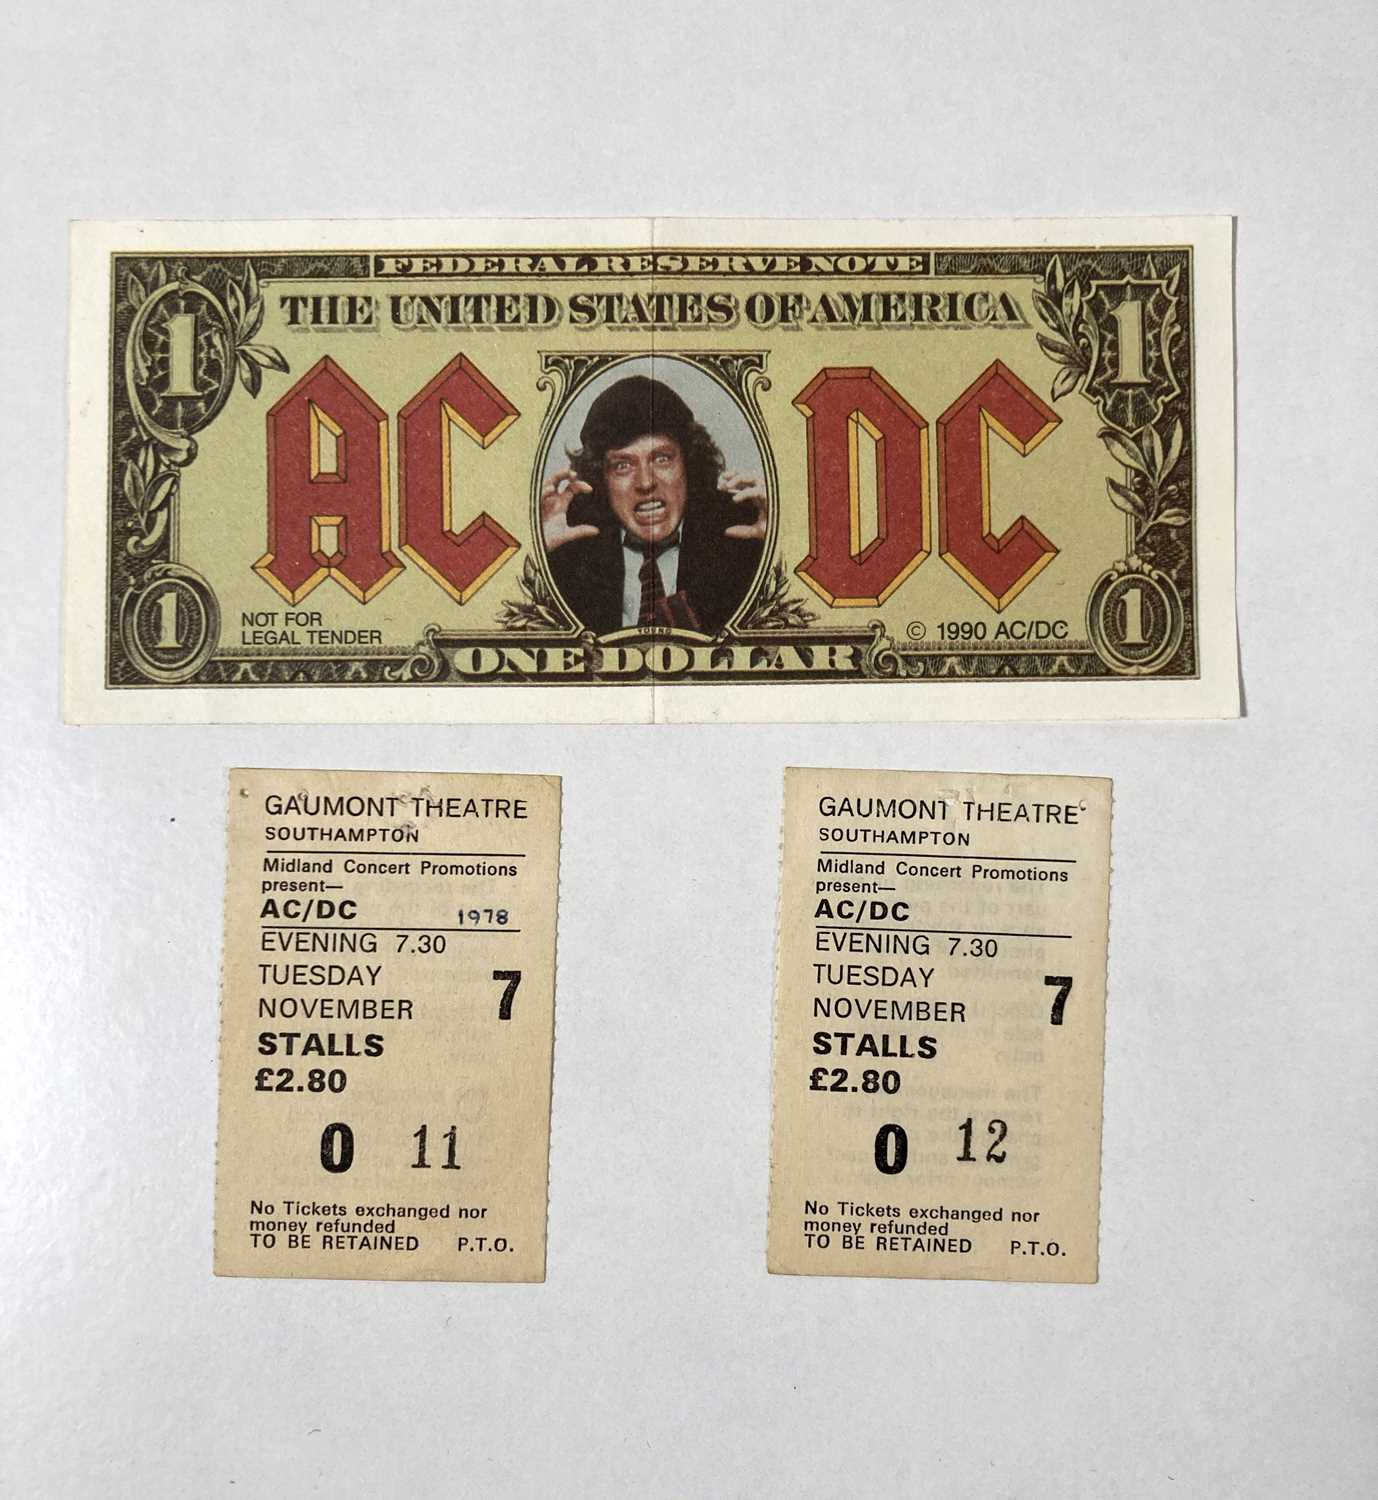 FEDERAL RESERVE NOTE
THE UNITED STATES OF AMERICA
1 1
AC DC
NOT FOR
LEGAL TENDER
© 1990 AC/DC
1 1
YOUNG
ONE DOLLAR
GAUMONT THEATRE
SOUTHAMPTON
Midland Concert Promotions
present—
AC/DC 1978
EVENING 7.30
TUESDAY 7
NOVEMBER
STALLS
£2.80
O 11
No Tickets exchanged nor
money refunded
TO BE RETAINED P.T.O.
GAUMONT THEATRE
SOUTHAMPTON
Midland Concert Promotions
present—
AC/DC
EVENING 7.30
TUESDAY 7
NOVEMBER
STALLS
£2.80
O 12
No Tickets exchanged nor
money refunded
TO BE RETAINED P.T.O.